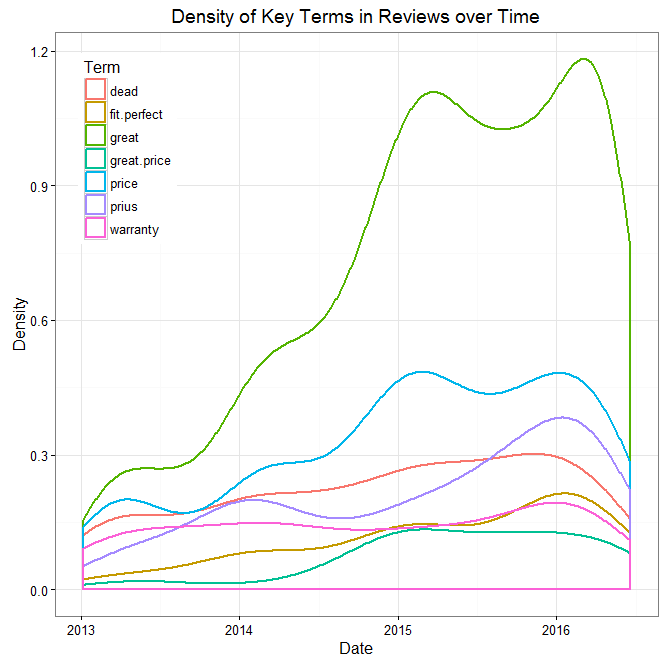 Density of Key Terms in Reviews over Time
1.2
Term
dead
fit.perfect
great
great.price
price
prius
warranty
0.9
0.6
0.3
0.0
Density
2013 2014 2015 2016
Date